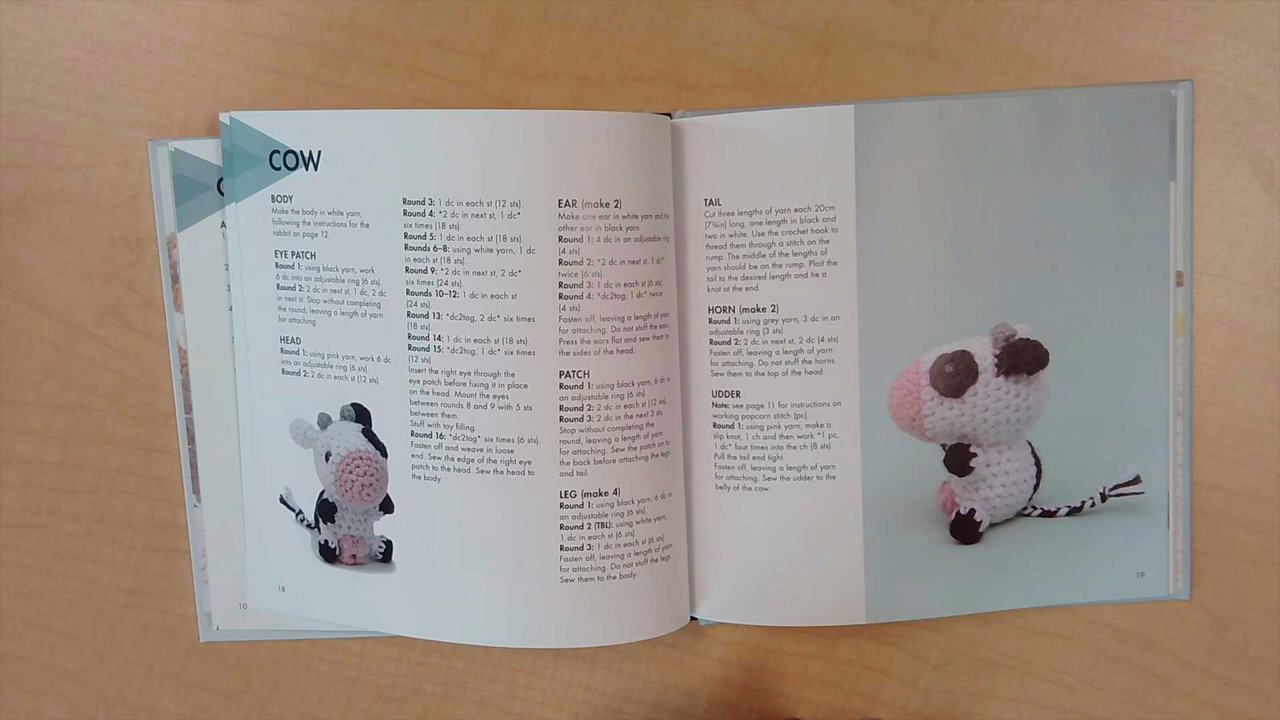 COW
BODY
Make the body in white yarn,
following the instructions for the
rabbit on page 12.
EYE PATCH
Round 1: using black yarn, work
6 dc into an adjustable ring (6 sts).
Round 2: 2 dc in next st, 1 dc, 2 dc
in next st. Stop without completing
the round, leaving a length of yarn
for attaching.
HEAD
Round 1: using pink yarn, work 6 dc
into an adjustable ring (6 sts).
Round 2: 2 dc in each st (12 sts).
Round 3: 1 dc in each st (12 sts).
Round 4: *2 dc in next st, 1 dc*
six times (18 sts).
Round 5: 1 dc in each st (18 sts).
Rounds 6–8: using white yarn, 1 dc
in each st (18 sts).
Round 9: *2 dc in next st, 2 dc*
six times (24 sts).
Rounds 10–12: 1 dc in each st
(24 sts).
Round 13: *dc2tog, 2 dc* six times
(18 sts).
Round 14: 1 dc in each st (18 sts).
Round 15: *dc2tog, 1 dc* six times
(12 sts).
Insert the right eye through the
eye patch before fixing it in place
on the head. Mount the eyes
between rounds 8 and 9 with 5 sts
between them.
Stuff with toy filling.
Round 16: *dc2tog* six times (6 sts).
Fasten off and weave in loose
end. Sew the edge of the right eye
patch to the head. Sew the head to
the body.
EAR (make 2)
Make one ear in white yarn and the
other ear in black yarn.
Round 1: 4 dc in an adjustable ring
(4 sts).
Round 2: *2 dc in next st, 1 dc*
twice (6 sts).
Round 3: 1 dc in each st (6 sts).
Round 4: *dc2tog, 1 dc* twice
(4 sts).
Fasten off, leaving a length of yarn
for attaching. Do not stuff the ears.
Press the ears flat and sew them to
the sides of the head.
PATCH
Round 1: using black yarn, 6 dc in
an adjustable ring (6 sts).
Round 2: 2 dc in each st (12 sts).
Round 3: 2 dc in the next 3 sts.
Stop without completing the
round, leaving a length of yarn
for attaching. Sew the patch on to
the back before attaching the legs
and tail.
LEG (make 4)
Round 1: using black yarn, 6 dc in
an adjustable ring (6 sts).
Round 2 (TBL): using white yarn,
1 dc in each st (6 sts).
Round 3: 1 dc in each st (6 sts).
Fasten off, leaving a length of yarn
for attaching. Do not stuff the legs.
Sew them to the body.
18
10
TAIL
Cut three lengths of yarn each 20cm
(7⅞in) long, one length in black and
two in white. Use the crochet hook to
thread them through a stitch on the
rump. The middle of the lengths of
yarn should be on the rump. Plait the
tail to the desired length and tie a
knot at the end.
HORN (make 2)
Round 1: using grey yarn, 3 dc in an
adjustable ring (3 sts).
Round 2: 2 dc in next st, 2 dc (4 sts).
Fasten off, leaving a length of yarn
for attaching. Do not stuff the horns.
Sew them to the top of the head.
UDDER
Note: see page 11 for instructions on
working popcorn stitch (pc).
Round 1: using pink yarn, make a
slip knot, 1 ch and then work *1 pc,
1 dc* four times into the ch (8 sts).
Pull the tail end tight.
Fasten off, leaving a length of yarn
for attaching. Sew the udder to the
belly of the cow.
19